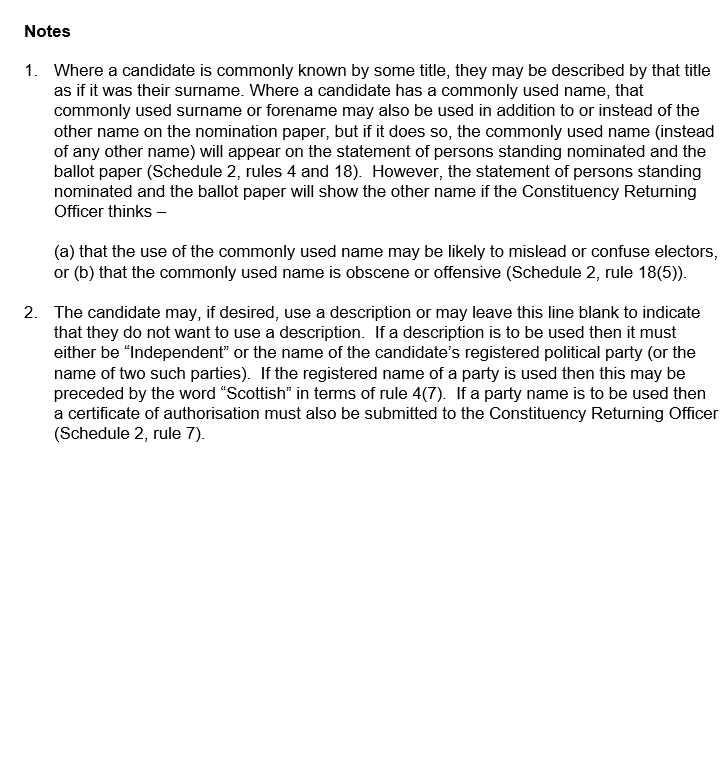 Notes
1. Where a candidate is commonly known by some title, they may be described by that title
as if it was their surname. Where a candidate has a commonly used name, that
commonly used surname or forename may also be used in addition to or instead of the
other name on the nomination paper, but if it does so, the commonly used name (instead
of any other name) will appear on the statement of persons standing nominated and the
ballot paper (Schedule 2, rules 4 and 18).  However, the statement of persons standing
nominated and the ballot paper will show the other name if the Constituency Returning
Officer thinks –
(a) that the use of the commonly used name may be likely to mislead or confuse electors,
or (b) that the commonly used name is obscene or offensive (Schedule 2, rule 18(5)).
2. The candidate may, if desired, use a description or may leave this line blank to indicate
that they do not want to use a description.  If a description is to be used then it must
either be “Independent” or the name of the candidate’s registered political party (or the
name of two such parties).  If the registered name of a party is used then this may be
preceded by the word “Scottish” in terms of rule 4(7).  If a party name is to be used then
a certificate of authorisation must also be submitted to the Constituency Returning Officer
(Schedule 2, rule 7).